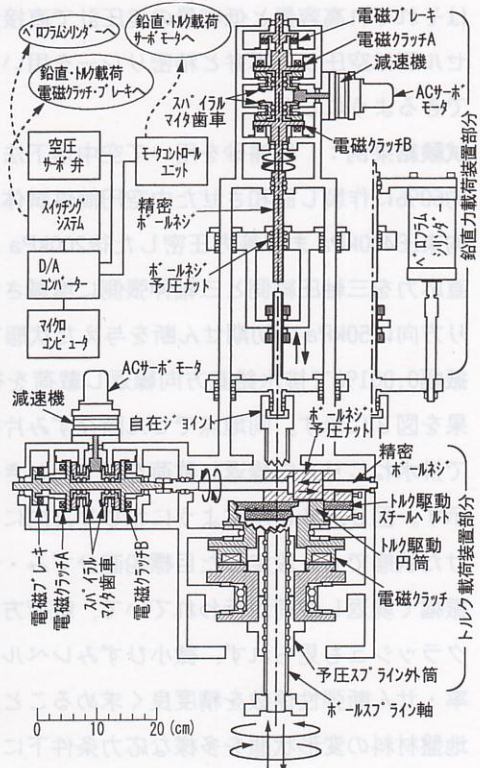 ベロフラムシリンダーへ
鉛直・トルク載荷
サーボモータへ
鉛直・トルク載荷
電磁クラッチ・ブレーキへ
空圧
サーボ弁
モータコントロール
ユニット
スイッチング
システム
D/A
コンバーター
マイクロ
コンピュータ
電磁ブレーキ
電磁クラッチA
減速機
ACサーボ
モータ
スパイラル
マイタ歯車
電磁クラッチB
精密
ボールネジ
ボールネジ
予圧ナット
ベロフラム
シリンダ
鉛直力載荷装置部分
ACサーボモータ
減速機
自在ジョイント
ボールネジ
予圧ナット
精密
ボールネジ
トルク駆動
スチールベルト
トルク駆動
円筒
電磁クラッチ
予圧スプライン外筒
ボールスプライン軸
トルク載荷装置部分
電磁ブレーキ
電磁クラッチA
スパイラル
マイタ歯車
電磁クラッチB
0 10 20 (cm)